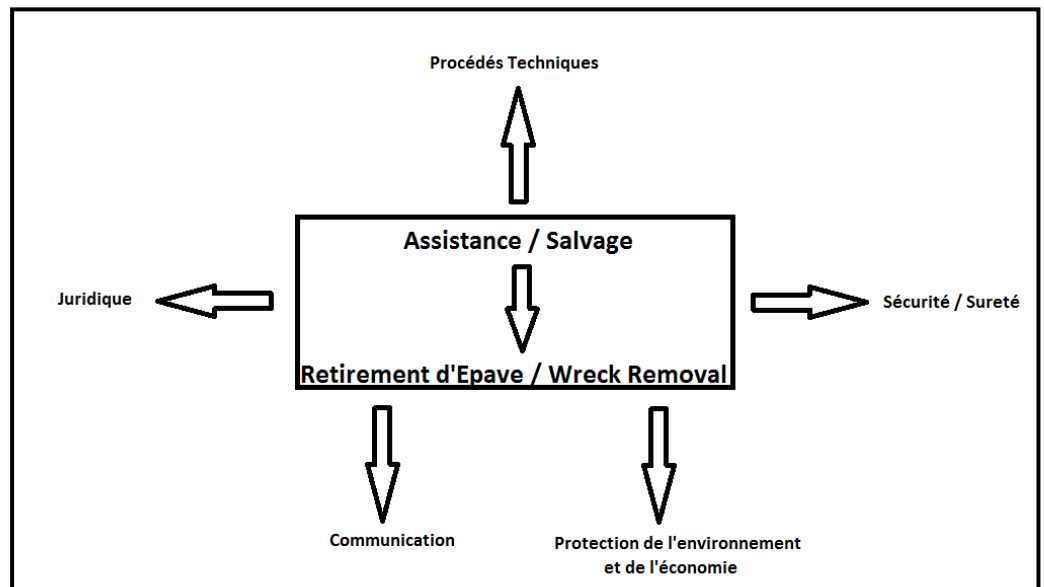 Procédés Techniques
Assistance / Salvage
Juridique
Sécurité / Sureté
Retirement d'Epave / Wreck Removal
Communication
Protection de l'environnement
et de l'économie